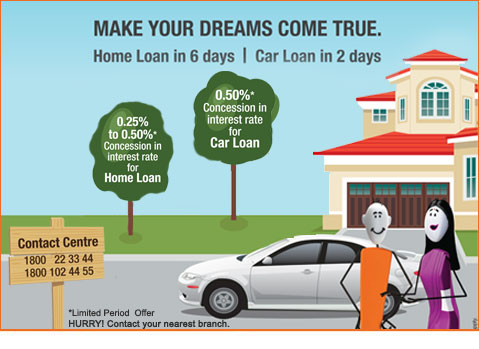 MAKE YOUR DREAMS COME TRUE.
Home Loan in 6 days | Car Loan in 2 days
0.25%
to 0.50%*
Concession in
interest rate
for
Home Loan
0.50%*
Concession in
interest rate
for
Car Loan
Contact Centre
1800 22 33 44
1800 102 44 55
*Limited Period Offer
HURRY! Contact your nearest branch.